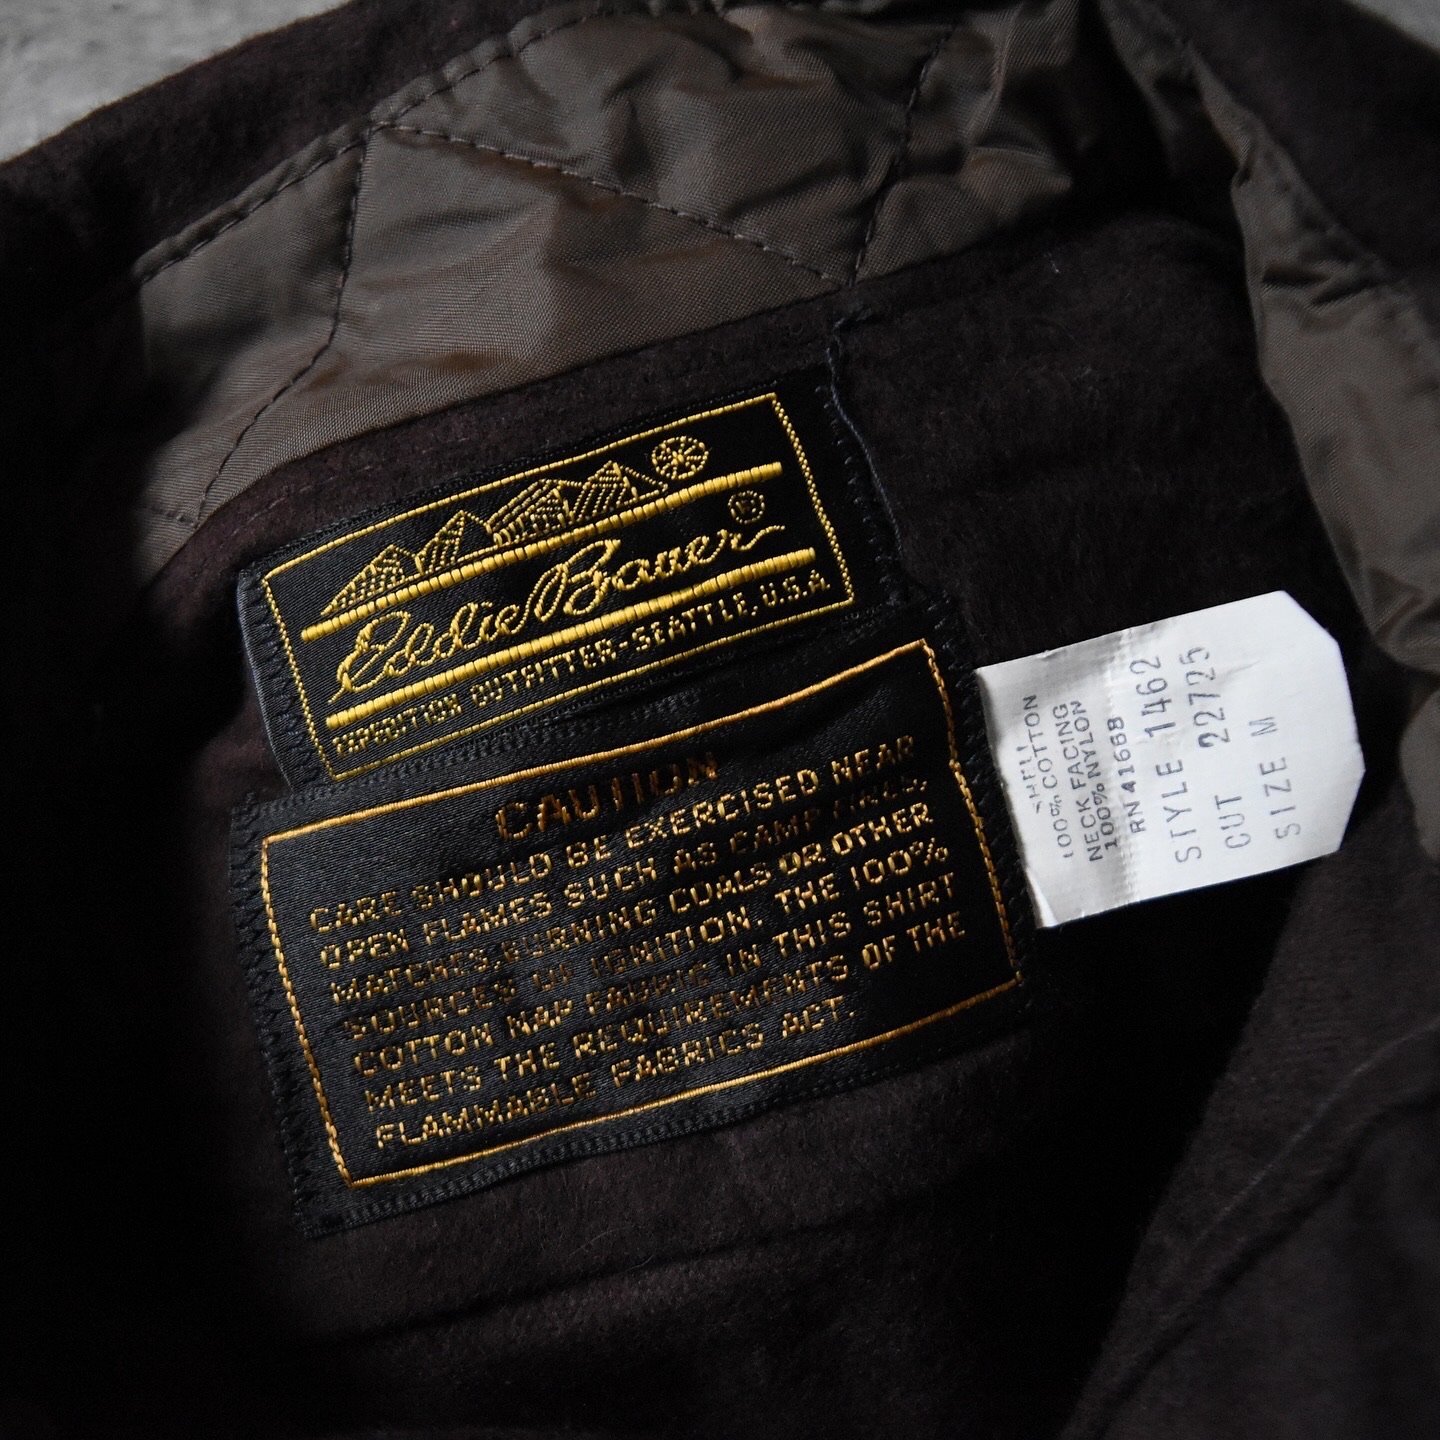 Eddie Bauer ®
EXPEDITION OUTFITTER-SEATTLE, U.S.A
CAUTION
CARE SHOULD BE EXERCISED NEAR
OPEN FLAMES SUCH AS CAMP FIRES,
MATCHES, BURNING COALS OR OTHER
SOURCES OF IGNITION. THE 100%
COTTON NAP FABRIC IN THIS SHIRT
MEETS THE REQUIREMENTS OF THE
FLAMMABLE FABRICS ACT.
100% COTTON
NECK FACING
100% NYLON
RN 41668
STYLE 1462
CUT 22725
SIZE M